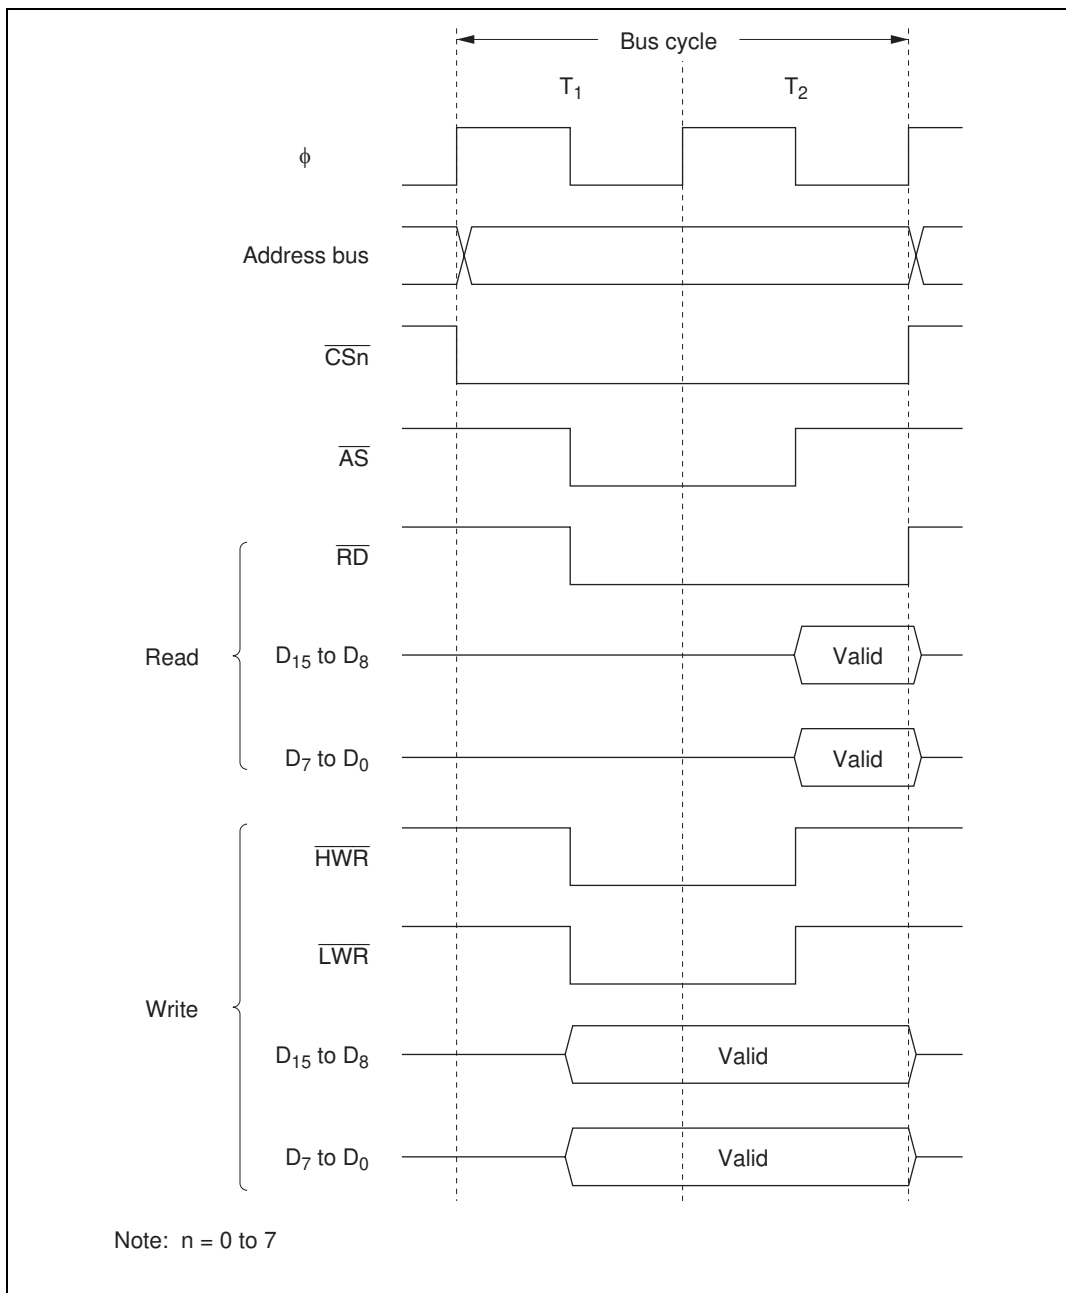 Bus cycle
T1 T2
ϕ
Address bus
CSn
AS
RD
Read D15 to D8 Valid
D7 to D0 Valid
HWR
LWR
Write
D15 to D8 Valid
D7 to D0 Valid
Note: n = 0 to 7